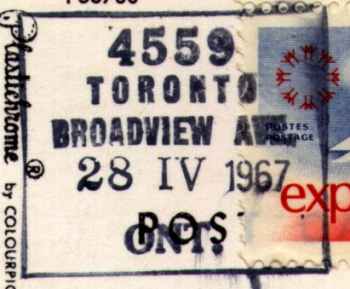 4559
TORONTO
BROADVIEW AV
28 IV 1967
ONT.
POS
POSTES
POSTAGE
exp
Plastichrome ®
by COLOURPIC